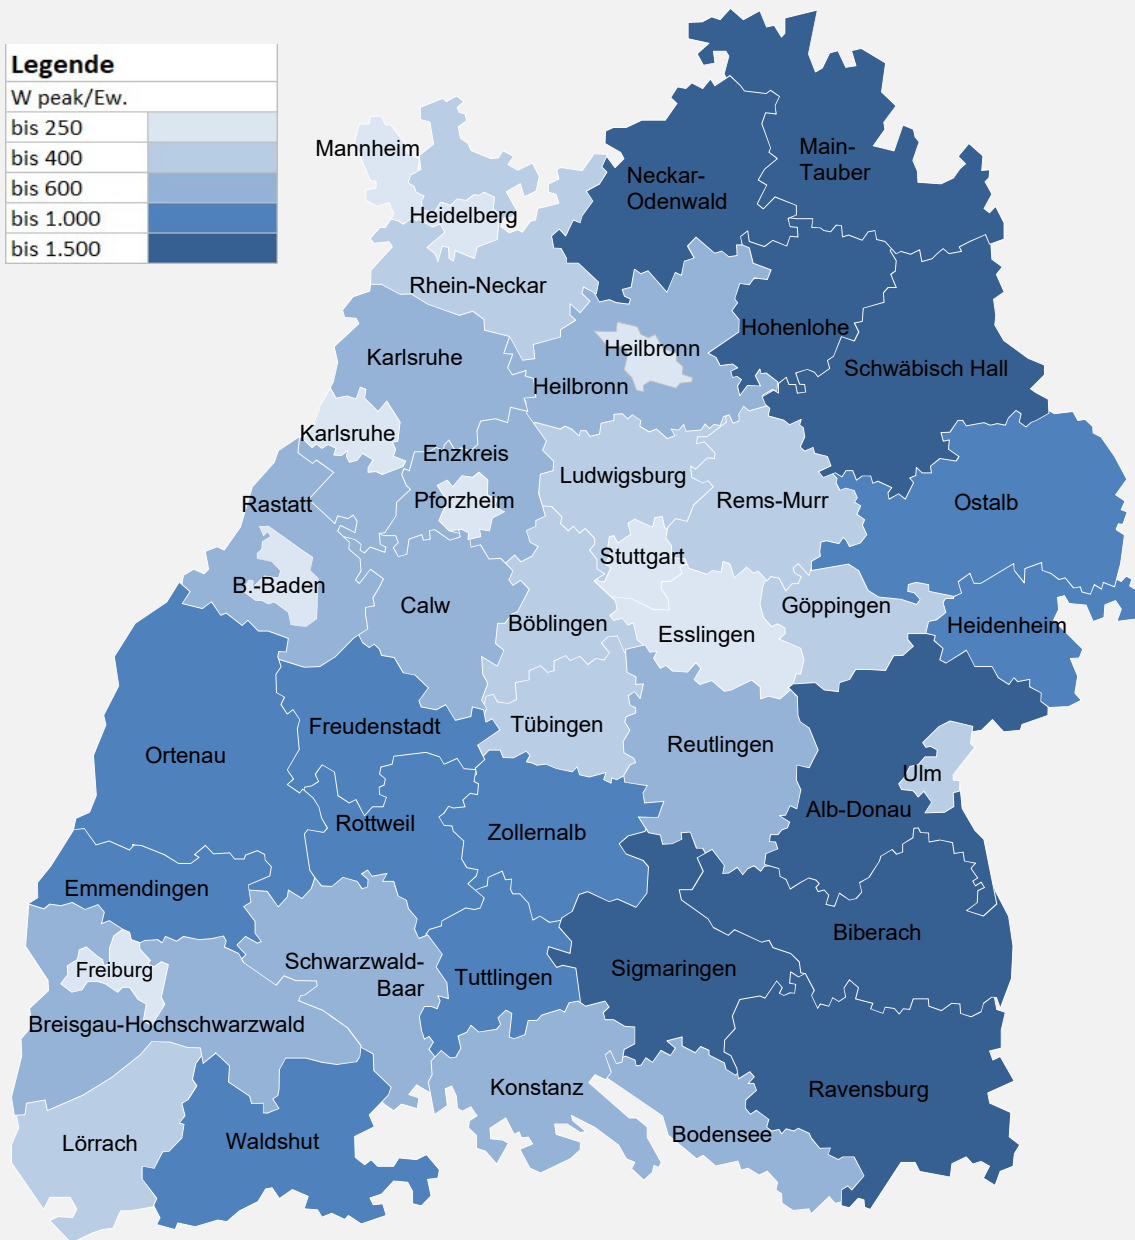 Legende
W peak/Ew.
bis 250
bis 400
bis 600
bis 1.000
bis 1.500
Mannheim
Main-
Tauber
Neckar-
Odenwald
Heidelberg
Rhein-Neckar
Hohenlohe
Heilbronn
Karlsruhe
Schwäbisch Hall
Heilbronn
Karlsruhe
Enzkreis
Ludwigsburg
Pforzheim
Rems-Murr
Ostalb
Rastatt
Stuttgart
B.-Baden
Calw
Göppingen
Böblingen
Esslingen
Heidenheim
Freudenstadt
Tübingen
Reutlingen
Ortenau
Ulm
Alb-Donau
Rottweil
Zollernalb
Emmendingen
Biberach
Schwarzwald-
Baar
Freiburg
Sigmaringen
Tuttlingen
Breisgau-Hochschwarzwald
Konstanz
Ravensburg
Bodensee
Lörrach
Waldshut